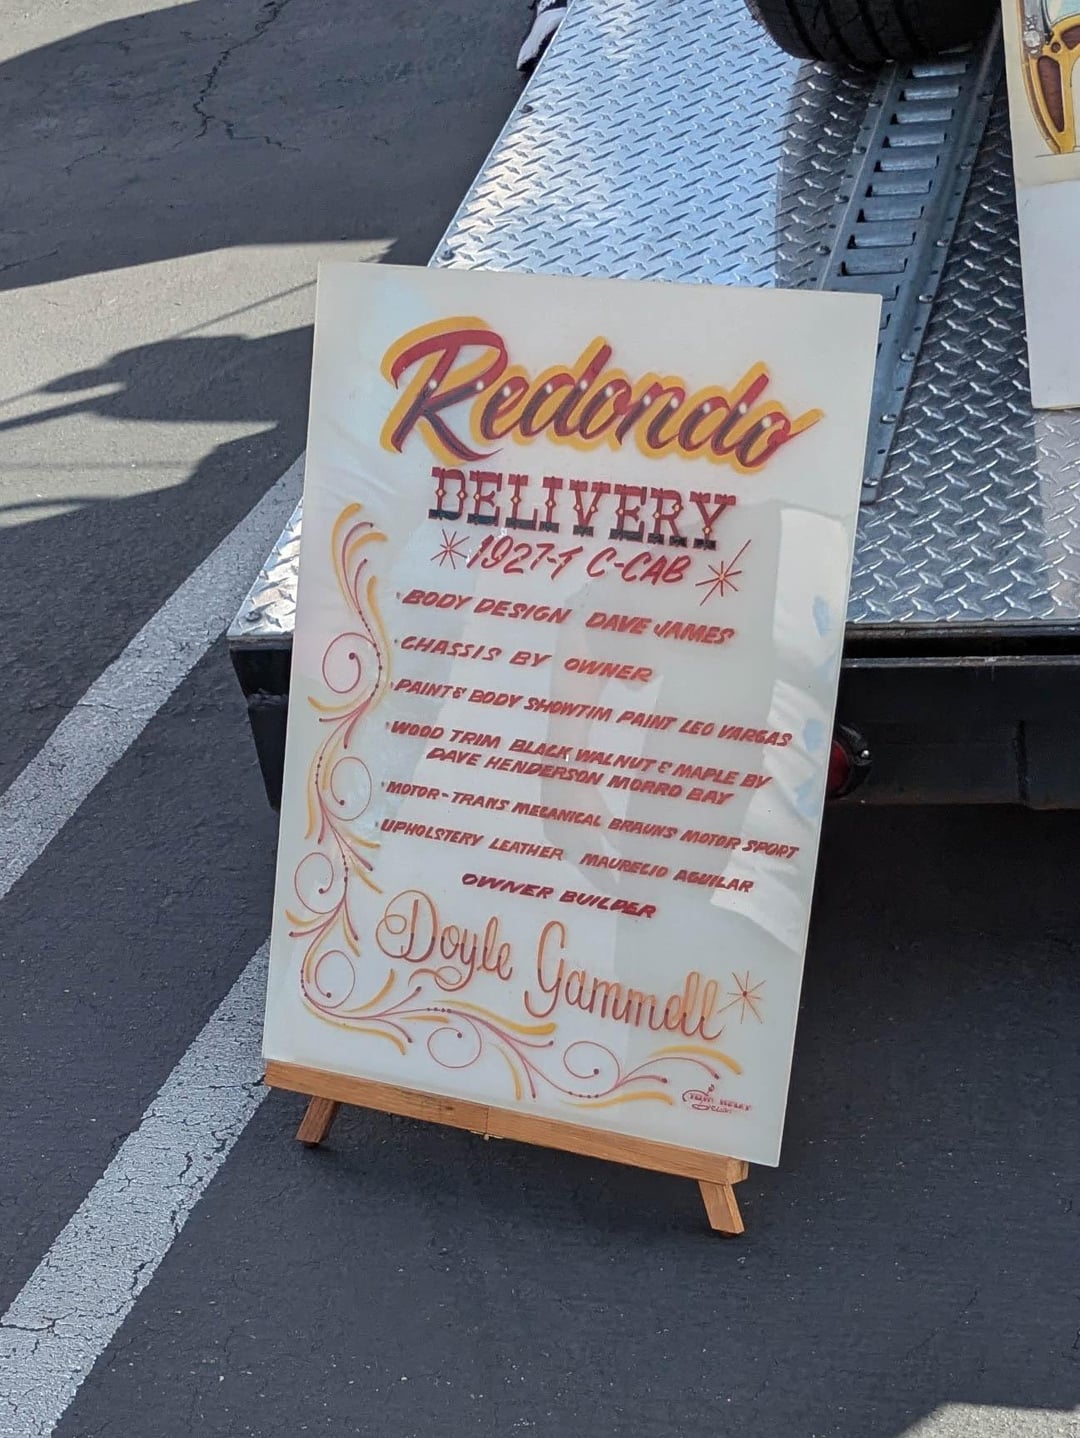 Redondo
DELIVERY
1927-T C-CAB
BODY DESIGN DAVE JAMES
CHASSIS BY OWNER
PAINT & BODY SHOWTIM PAINT LEO VARGAS
WOOD TRIM BLACK WALNUT & MAPLE BY
DAVE HENDERSON MORRO BAY
MOTOR-TRANS MECANICAL BRAUNS MOTOR SPORT
UPHOLSTERY LEATHER MAURECIO AGUILAR
OWNER BUILDER
Doyle Gammell